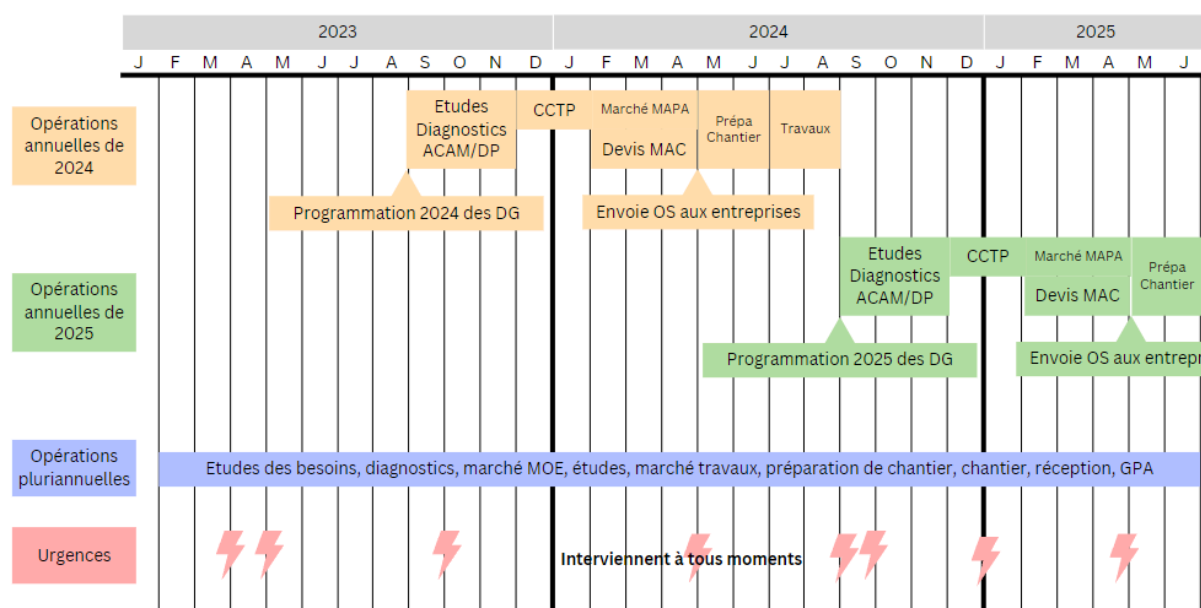 2023 2024 2025
J F M A M J J A S O N D J F M A M J J A S O N D J F M A M J
Opérations
annuelles de
2024
Etudes
Diagnostics
ACAM/DP
CCTP
Marché MAPA
Devis MAC
Prépa
Chantier
Travaux
Programmation 2024 des DG
Envoie OS aux entreprises
Opérations
annuelles de
2025
Etudes
Diagnostics
ACAM/DP
CCTP
Marché MAPA
Devis MAC
Prépa
Chantier
Programmation 2025 des DG
Envoie OS aux entrepr
Opérations
pluriannuelles
Etudes des besoins, diagnostics, marché MOE, études, marché travaux, préparation de chantier, chantier, réception, GPA
Urgences
Interviennent à tous moments